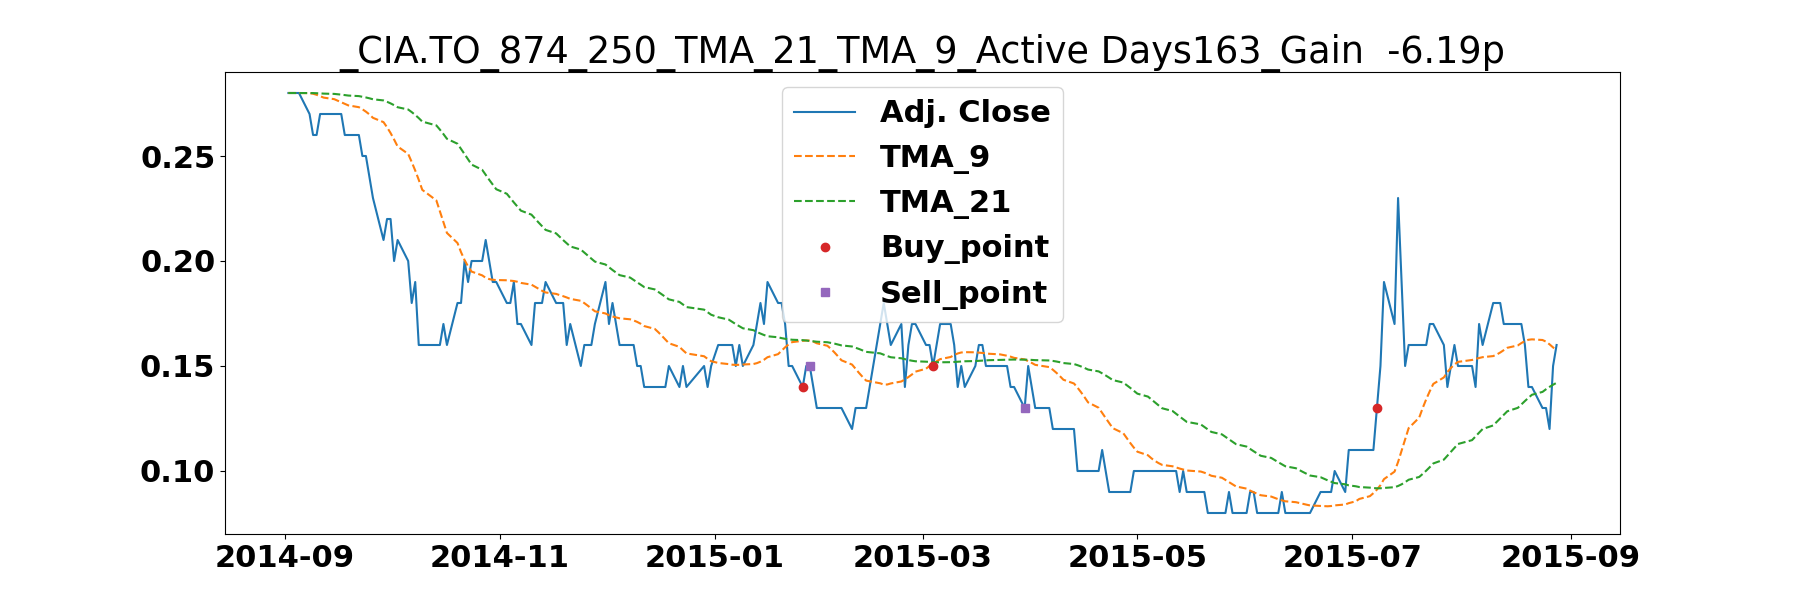 _CIA.TO_874_250_TMA_21_TMA_9_Active Days163_Gain  -6.19p
Adj. Close
TMA_9
TMA_21
Buy_point
Sell_point
0.25
0.20
0.15
0.10
2014-09 2014-11 2015-01 2015-03 2015-05 2015-07 2015-09